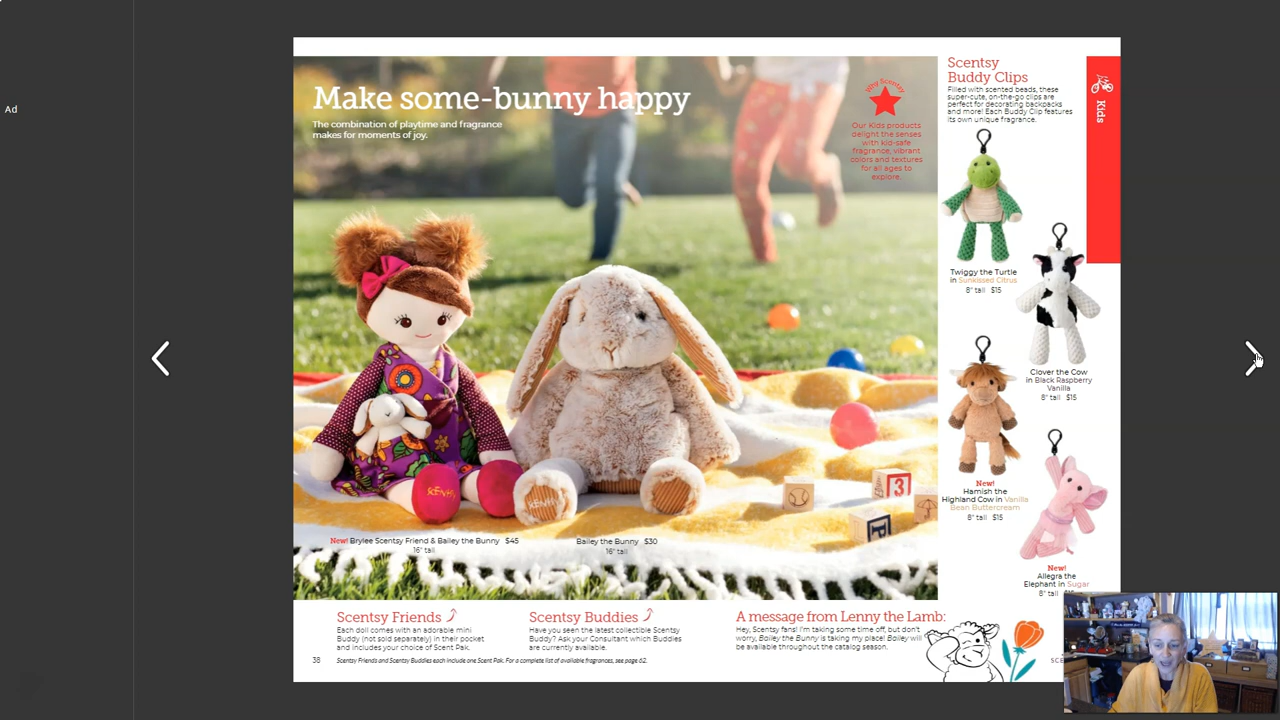 Ad
Make some-bunny happy
The combination of playtime and fragrance
makes for moments of joy.
Why Scentsy
Our Kids products
delight the senses
with kid-safe
fragrance, vibrant
colors and textures
for all ages to
explore.
Scentsy
Buddy Clips
Filled with scented beads, these
super-cute, on-the-go clips are
perfect for decorating backpacks
and more! Each Buddy Clip features
its own unique fragrance.
Kids
Twiggy the Turtle
in Sunkissed Citrus
8" tall $15
Clover the Cow
in Black Raspberry
Vanilla
8" tall $15
New!
Hamish the
Highland Cow in Vanilla
Bean Buttercream
8" tall $15
New!
Allegra the
Elephant in Sugar
8" tall
SCENTSY
SCENTSY
3
P
New! Brylee Scentsy Friend & Bailey the Bunny $45
16" tall
Bailey the Bunny $30
16" tall
Scentsy Friends
Each doll comes with an adorable mini
Buddy (not sold separately) in their pocket
and includes your choice of Scent Pak.
Scentsy Buddies
Have you seen the latest collectible Scentsy
Buddy? Ask your Consultant which Buddies
are currently available.
A message from Lenny the Lamb:
Hey, Scentsy fans! I'm taking some time off, but don't
worry, Bailey the Bunny is taking my place! Bailey will
be available throughout the catalog season.
38
Scentsy Friends and Scentsy Buddies each include one Scent Pak. For a complete list of available fragrances, see page 62.
SCE